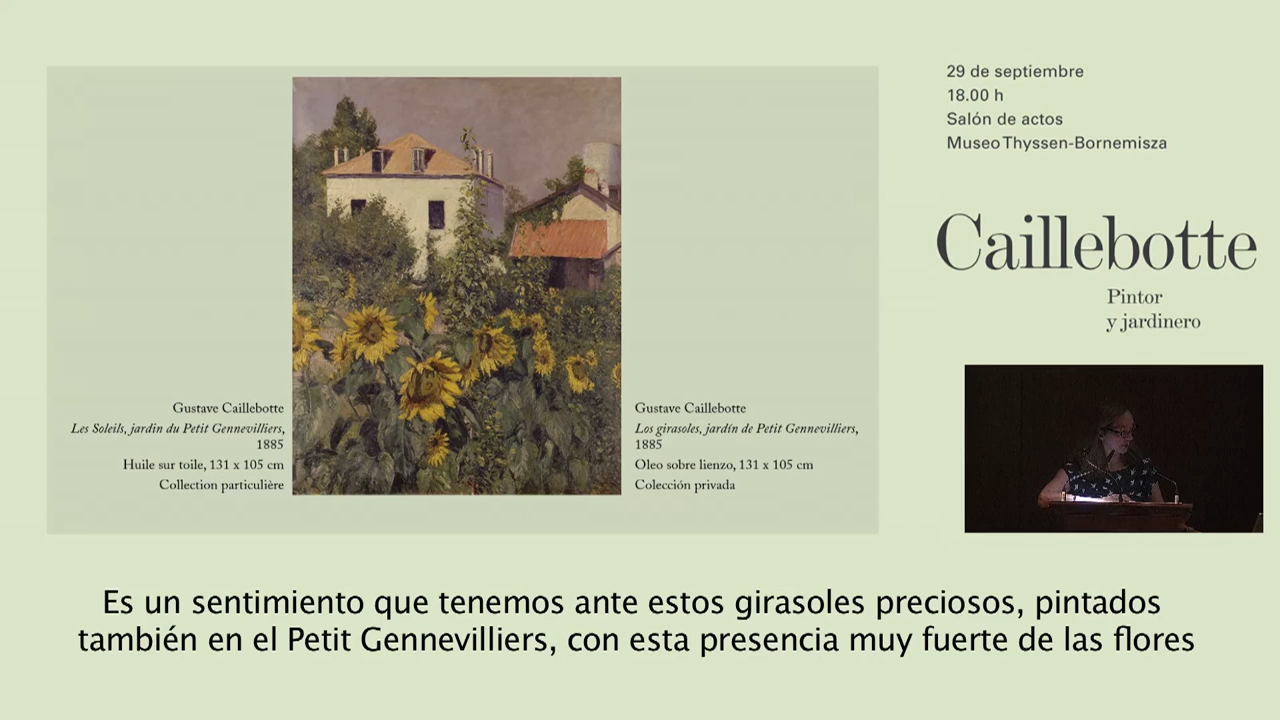 29 de septiembre
18.00 h
Salón de actos
Museo Thyssen-Bornemisza
Caillebotte
Pintor
y jardinero
Gustave Caillebotte
Les Soleils, jardin du Petit Gennevilliers,
1885
Huile sur toile, 131 x 105 cm
Collection particulière
Gustave Caillebotte
Los girasoles, jardín de Petit Gennevilliers,
1885
Oleo sobre lienzo, 131 x 105 cm
Colección privada
Es un sentimiento que tenemos ante estos girasoles preciosos, pintados
también en el Petit Gennevilliers, con esta presencia muy fuerte de las flores